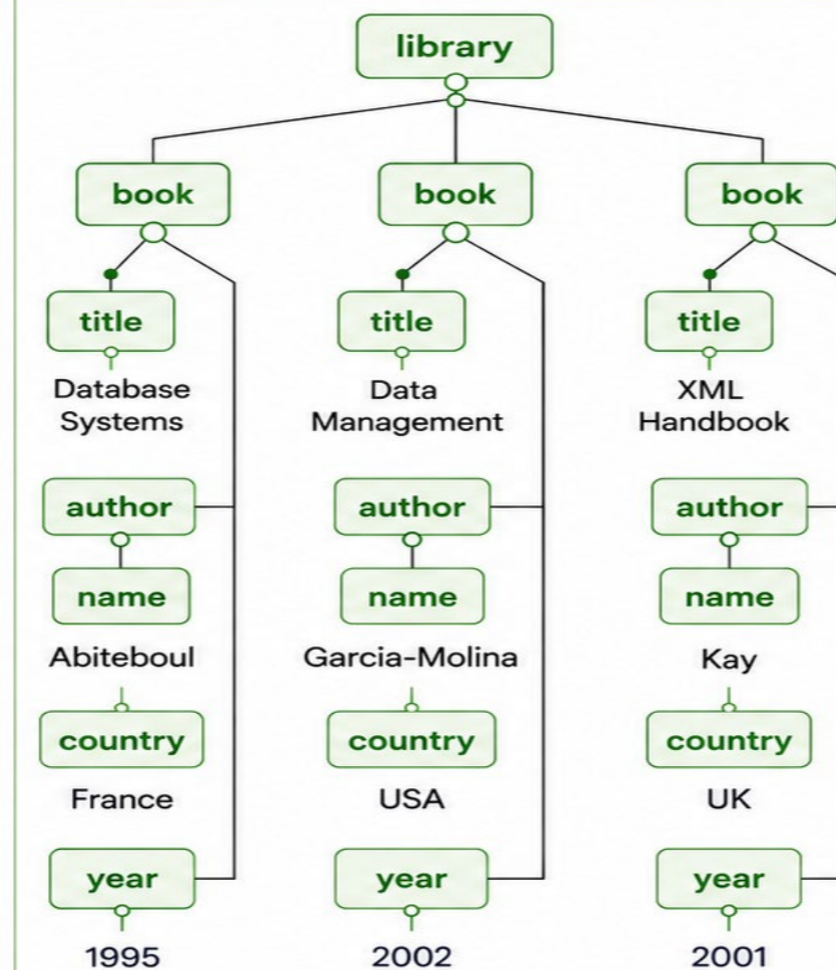 library
book book book
title title title
Database Data XML
Systems Management Handbook
author author author
name name name
Abiteboul Garcia-Molina Kay
country country country
France USA UK
year year year
1995 2002 2001